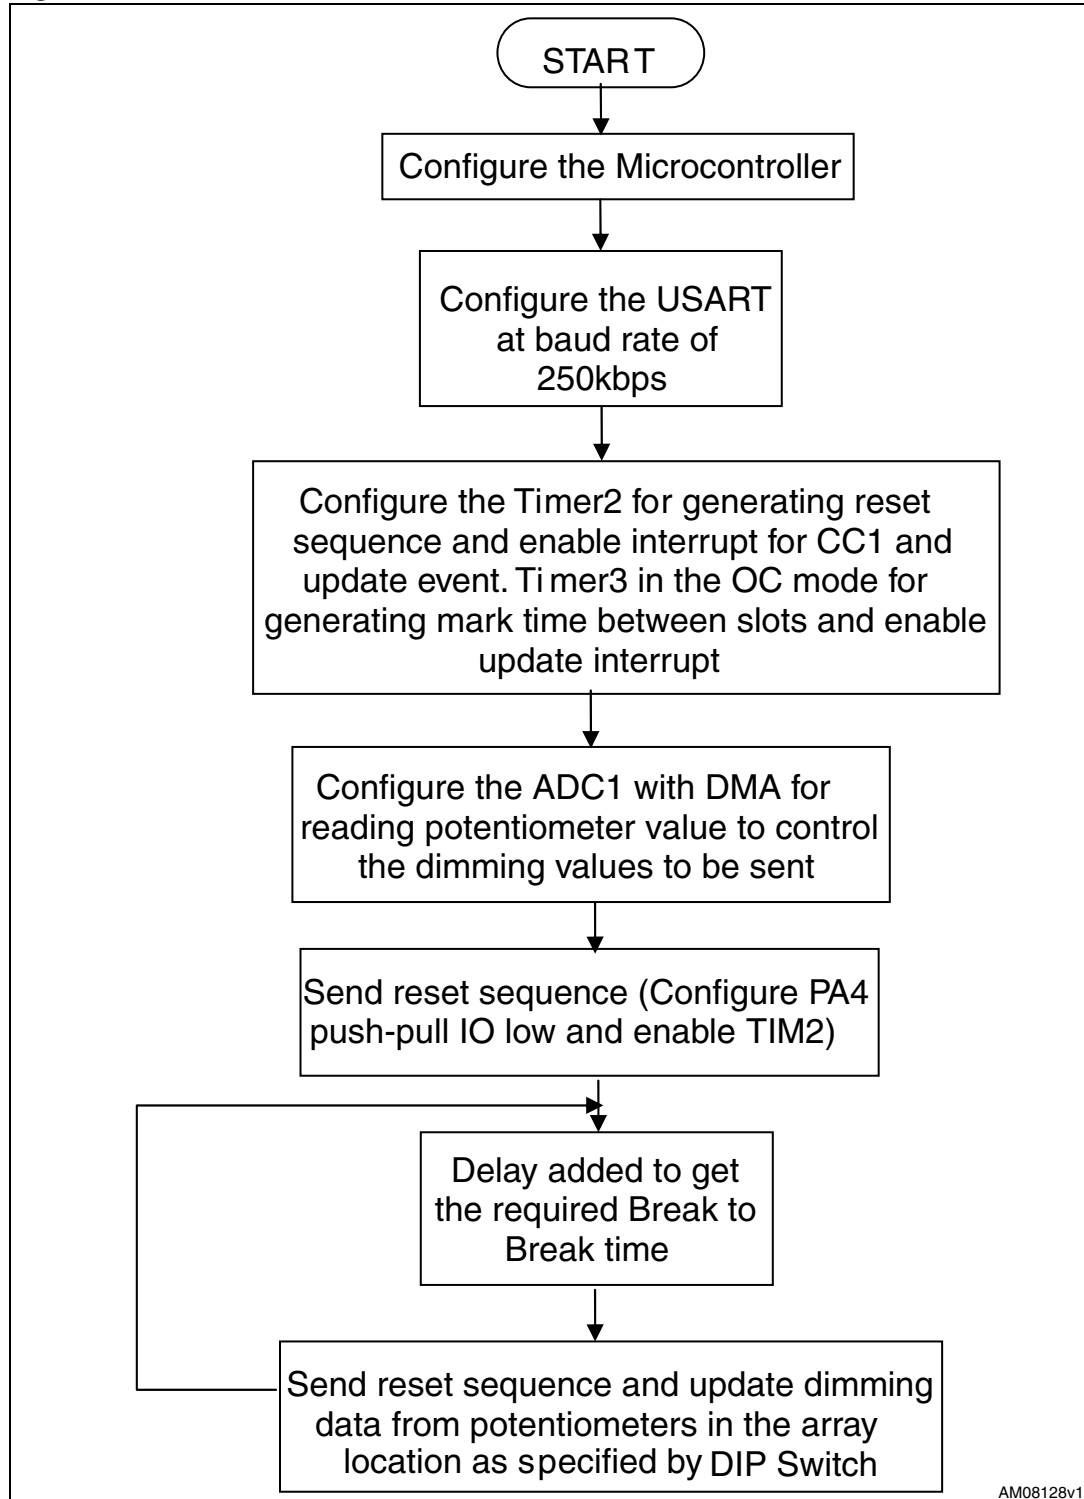 START
Configure the Microcontroller
Configure the USART
at baud rate of
250kbps
Configure the Timer2 for generating reset
sequence and enable interrupt for CC1 and
update event. Timer3 in the OC mode for
generating mark time between slots and enable
update interrupt
Configure the ADC1 with DMA for
reading potentiometer value to control
the dimming values to be sent
Send reset sequence (Configure PA4
push-pull IO low and enable TIM2)
Delay added to get
the required Break to
Break time
Send reset sequence and update dimming
data from potentiometers in the array
location as specified by DIP Switch
AM08128v1